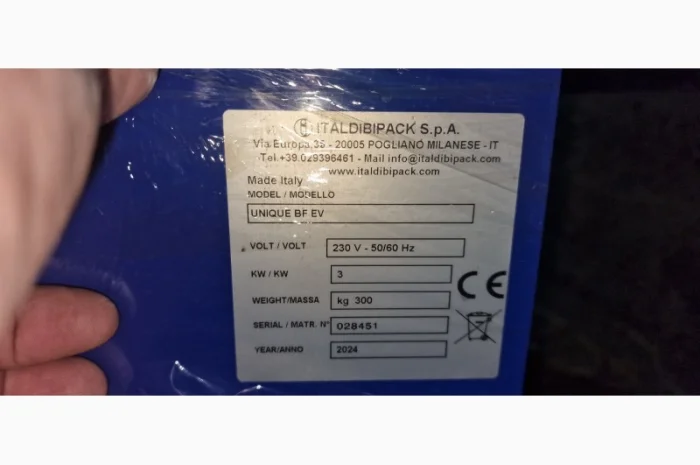 ITALDIBIPACK S.p.A.
Via Europa 35 - 20005 POGLIANO MILANESE - IT
Tel.+39.029396461 - Mail info@italdibipack.com
www.italdibipack.com
Made Italy
MODEL / MODELLO
UNIQUE BF EV
VOLT / VOLT 230 V - 50/60 Hz
KW / KW 3
WEIGHT/MASSA kg 300
SERIAL / MATR. N° 028451
YEAR/ANNO 2024
CE